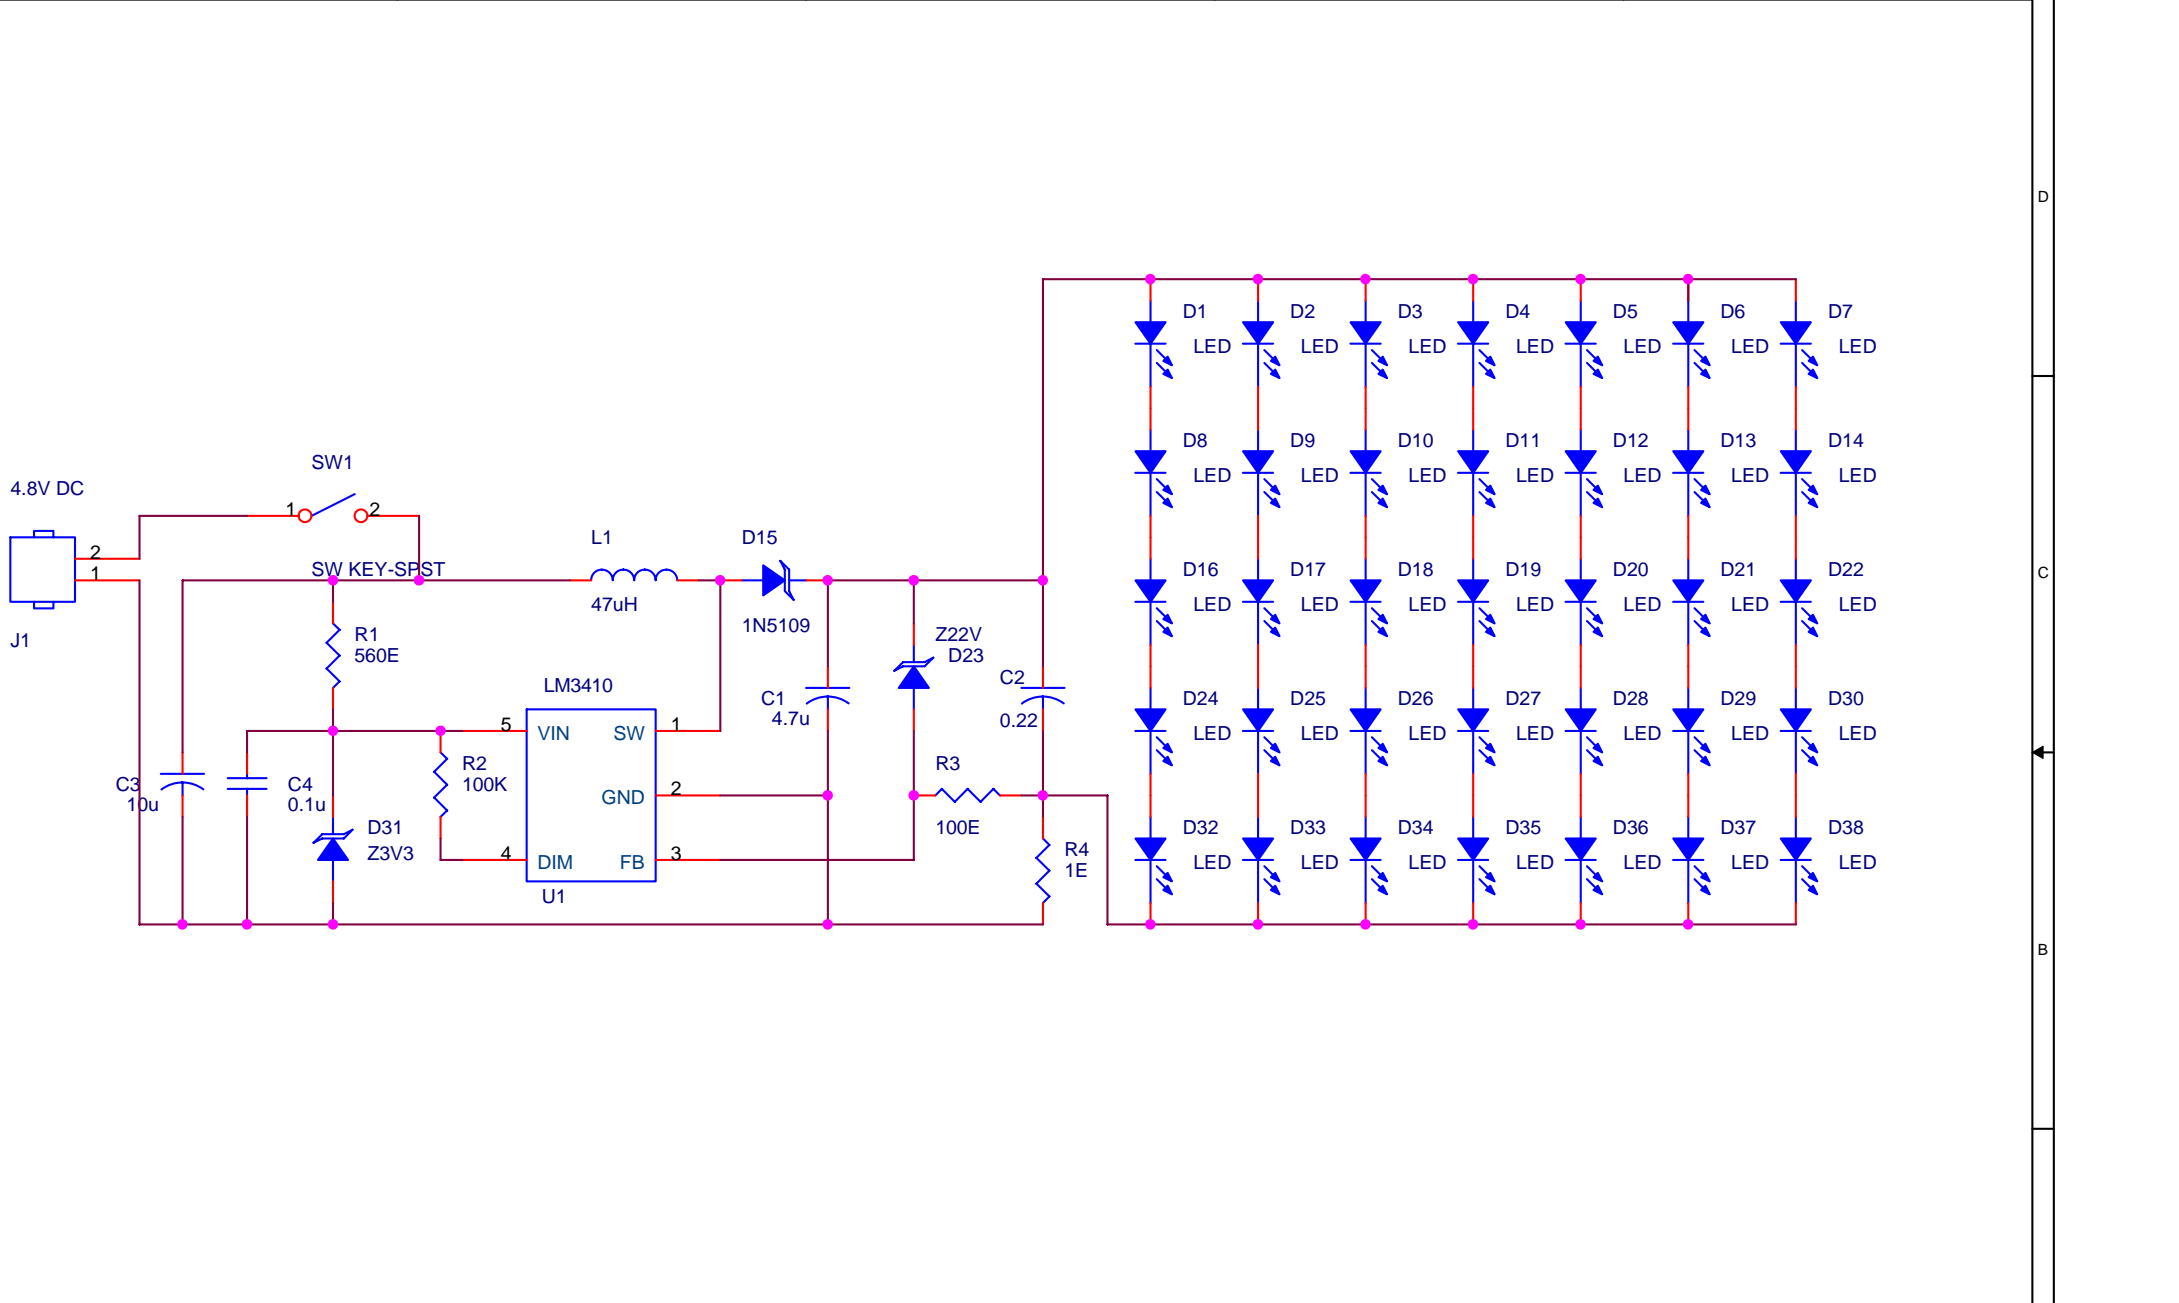 D
D1 D2 D3 D4 D5 D6 D7
LED LED LED LED LED LED LED
D8 D9 D10 D11 D12 D13 D14
SW1
LED LED LED LED LED LED LED
4.8V DC
1 2
L1 D15
2
SW KEY-SPST
1
D16 D17 D18 D19 D20 D21 D22
C
47uH
LED LED LED LED LED LED LED
1N5109
R1
Z22V
J1
560E
D23
C2
LM3410
C1
D24 D25 D26 D27 D28 D29 D30
4.7u
0.22
5 VIN SW 1
LED LED LED LED LED LED LED
R2
R3
C3
C4
100K
GND 2
10u
0.1u
D31
100E
D32 D33 D34 D35 D36 D37 D38
Z3V3
4 DIM FB 3
R4
LED LED LED LED LED LED LED
1E
U1
B